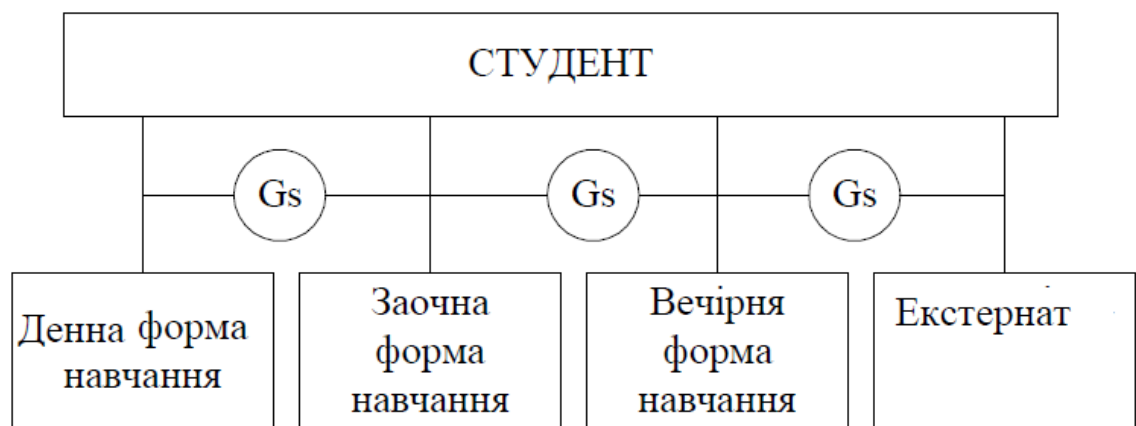 СТУДЕНТ
Gs Gs Gs
Денна форма
навчання
Заочна
форма
навчання
Вечірня
форма
навчання
Екстернат